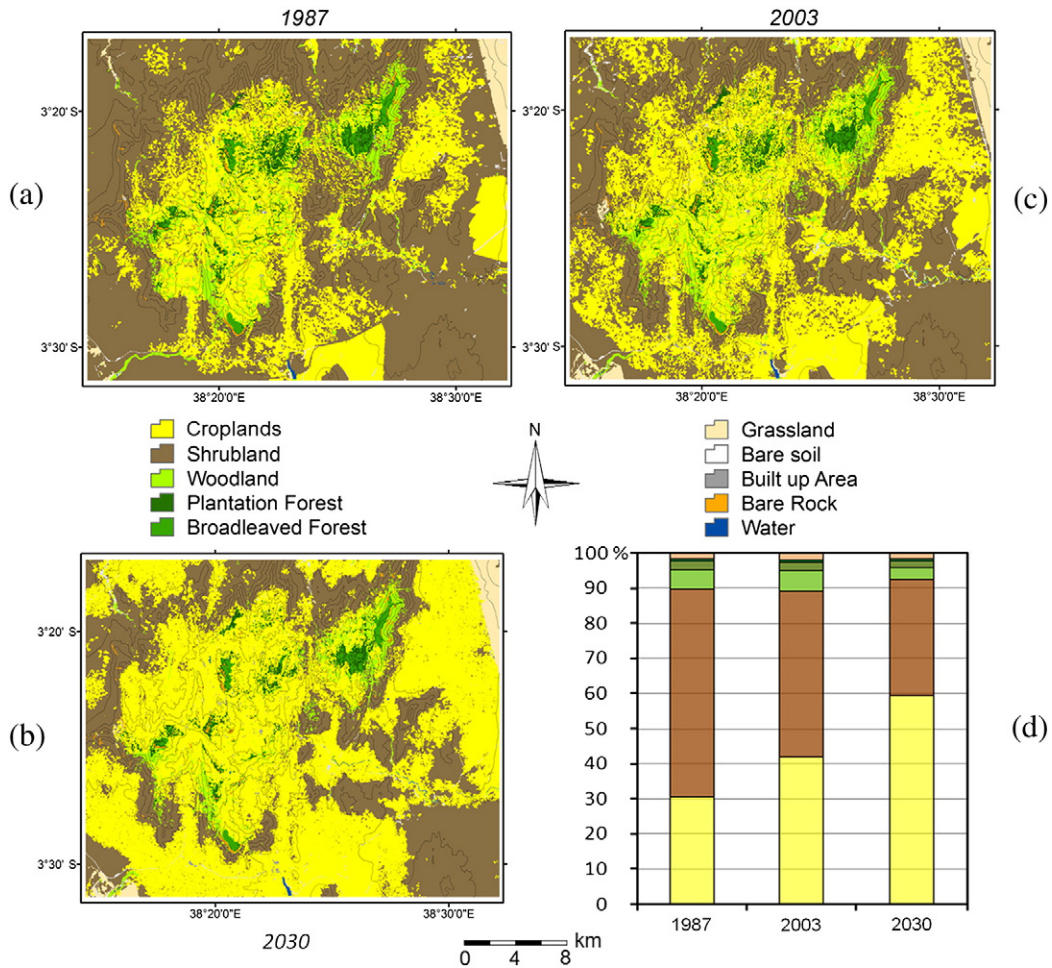 1987
2003
(a)
3°20' S
3°30' S
38°20'0"E
38°30'0"E
3°20' S
3°30' S
38°20'0"E
38°30'0"E
(c)
Croplands
Shrubland
Woodland
Plantation Forest
Broadleaved Forest
N
Grassland
Bare soil
Built up Area
Bare Rock
Water
(b)
3°20' S
3°30' S
38°20'0"E
38°30'0"E
2030
0 4 8 km
100 %
90
80
70
60
50
40
30
20
10
0
1987 2003 2030
(d)